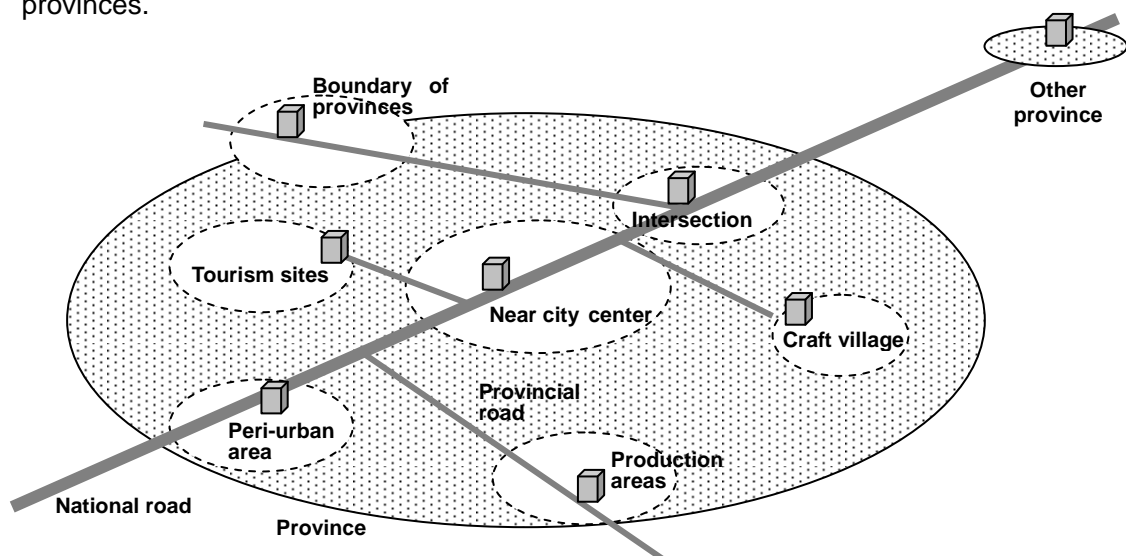 provinces.
Boundary of
provinces
Other
province
Intersection
Tourism sites
Near city center
Craft village
Provincial
road
Peri-urban
area
Production
areas
National road
Province